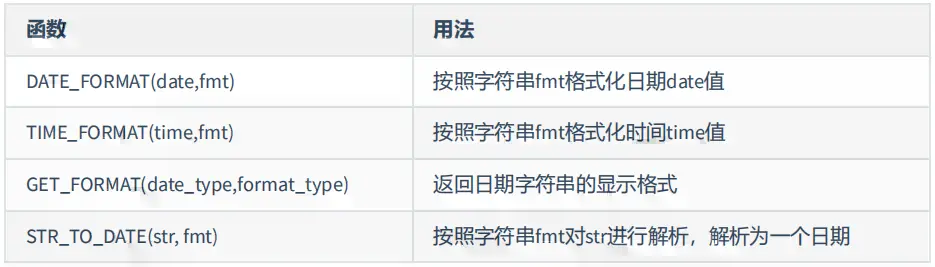 函数 用法
DATE_FORMAT(date,fmt) 按照字符串fmt格式化日期date值
TIME_FORMAT(time,fmt) 按照字符串fmt格式化时间time值
GET_FORMAT(date_type,format_type) 返回日期字符串的显示格式
STR_TO_DATE(str, fmt) 按照字符串fmt对str进行解析，解析为一个日期